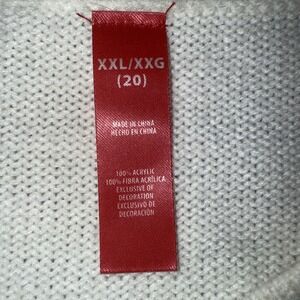 XXL/XXG
(20)
MADE IN CHINA
HECHO EN CHINA
100% ACRYLIC
100% FIBRA ACRILICA
EXCLUSIVE OF
DECORATION
EXCLUSIVO DE
DECORACIÓN